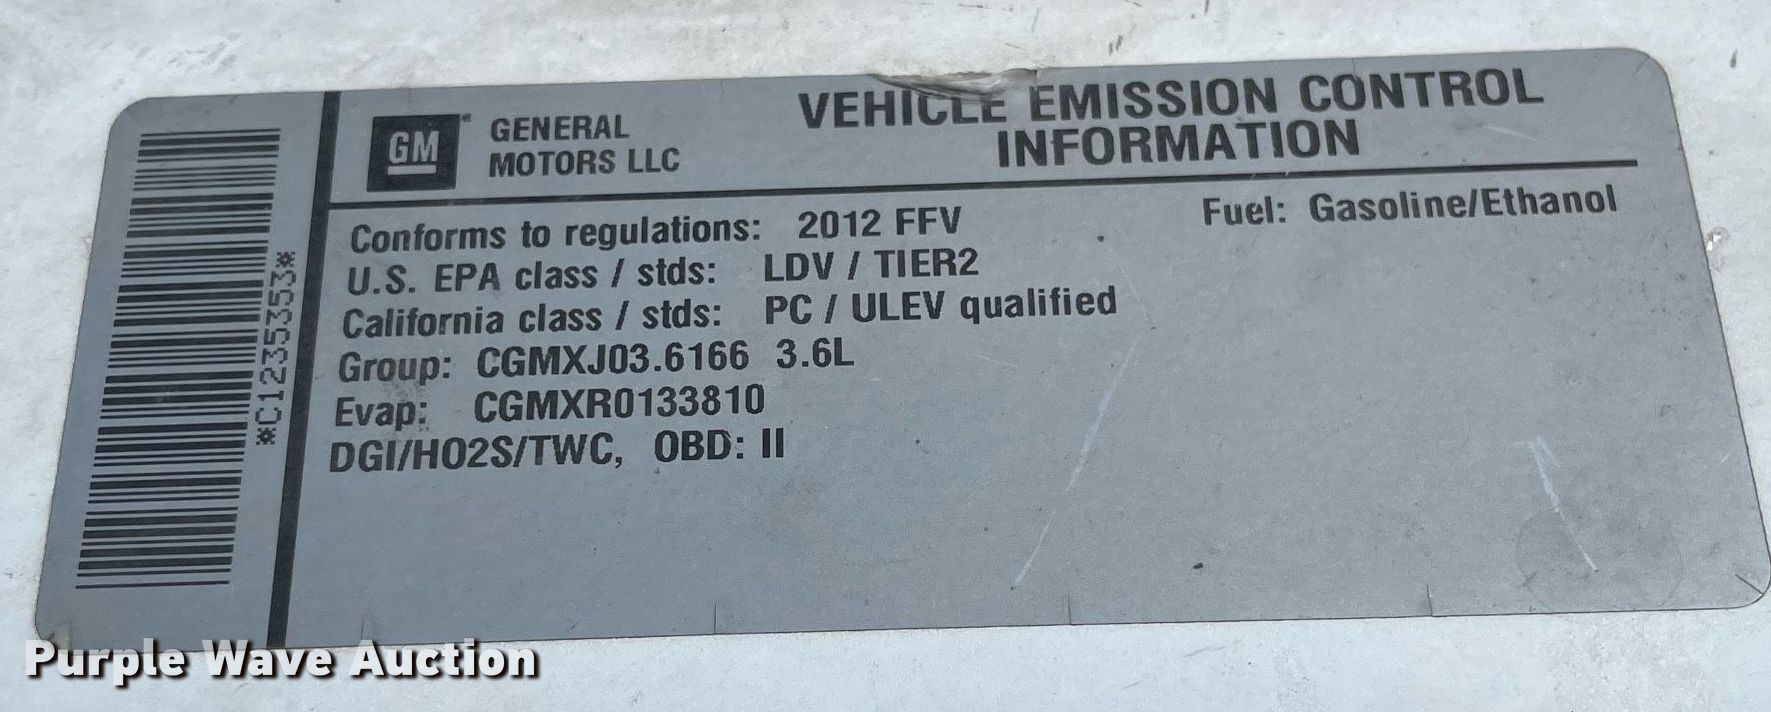 GM
GENERAL
MOTORS LLC
VEHICLE EMISSION CONTROL
INFORMATION
Conforms to regulations: 2012 FFV
Fuel: Gasoline/Ethanol
U.S. EPA class / stds: LDV / TIER2
California class / stds: PC / ULEV qualified
Group: CGMXJ03.6166 3.6L
Evap: CGMXR0133810
DGI/HO2S/TWC, OBD: II
*C1235353*
Purple Wave Auction